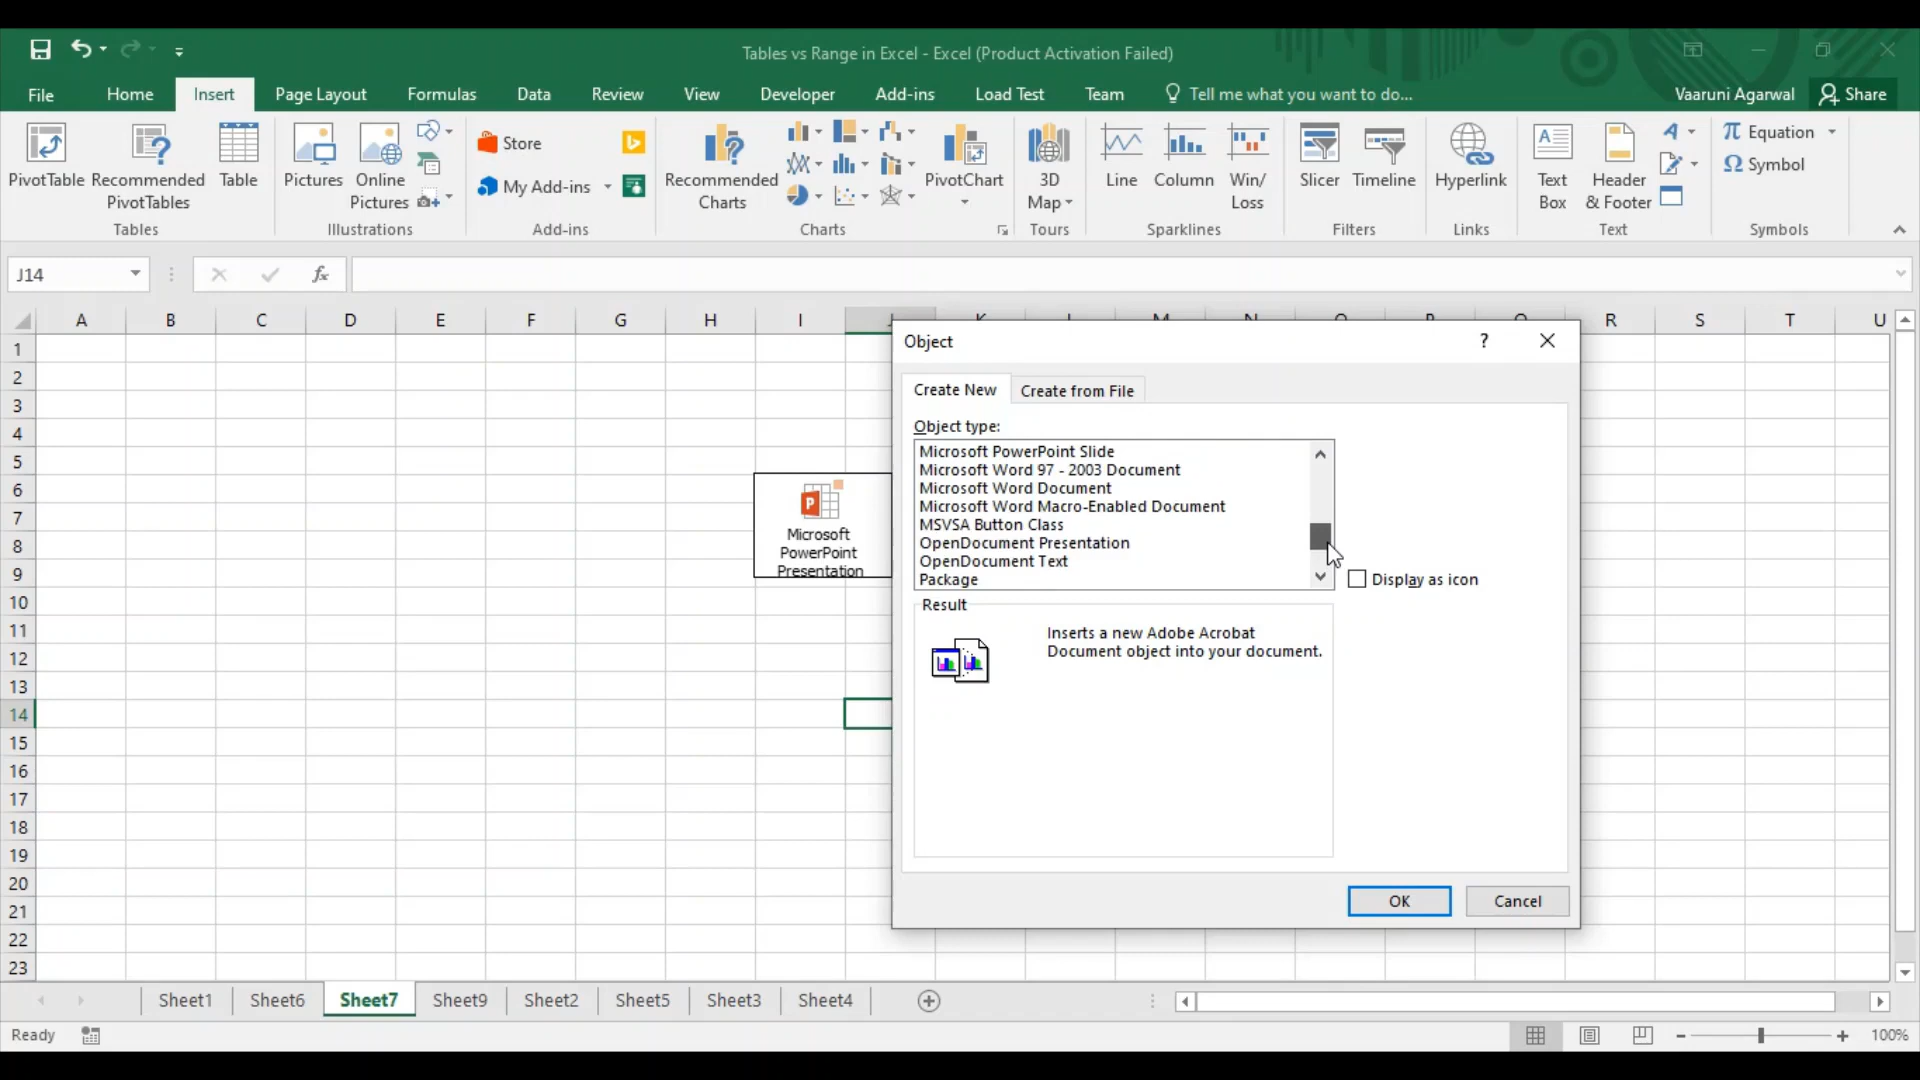 Tables vs Range in Excel - Excel (Product Activation Failed)
File Home Insert Page Layout Formulas Data Review View Developer Add-ins Load Test Team Tell me what you want to do... Vaaruni Agarwal Share
PivotTable
Recommended
PivotTables
Table
Pictures
Online
Pictures
Store
My Add-ins
Recommended
Charts
PivotChart
3D
Map
Line
Column
Win/
Loss
Slicer
Timeline
Hyperlink
Text
Box
Header
& Footer
Equation
Symbol
Tables Illustrations Add-ins Charts Tours Sparklines Filters Links Text Symbols
J14
fx
A B C D E F G H I J K L M N O P Q R S T U
1
2
3
4
5
6
7
8
9
10
11
12
13
14
15
16
17
18
19
20
21
22
23
Microsoft
PowerPoint
Presentation
Object ?
Create New Create from File
Object type:
Microsoft PowerPoint Slide
Microsoft Word 97 - 2003 Document
Microsoft Word Document
Microsoft Word Macro-Enabled Document
MSVSA Button Class
OpenDocument Presentation
OpenDocument Text
Package
Display as icon
Result
Inserts a new Adobe Acrobat
Document object into your document.
OK Cancel
Sheet1 Sheet6 Sheet7 Sheet9 Sheet2 Sheet5 Sheet3 Sheet4
Ready 100%